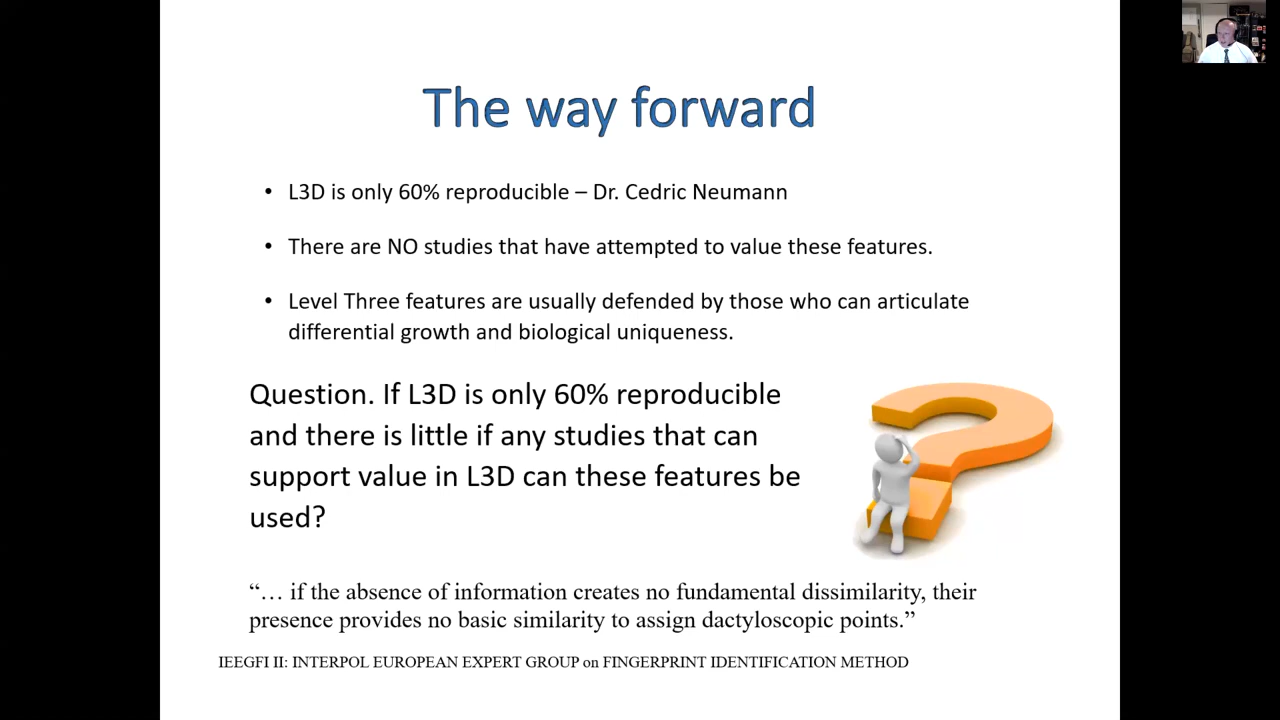 The way forward
• L3D is only 60% reproducible – Dr. Cedric Neumann
• There are NO studies that have attempted to value these features.
• Level Three features are usually defended by those who can articulate
differential growth and biological uniqueness.
Question. If L3D is only 60% reproducible
and there is little if any studies that can
support value in L3D can these features be
used?
“… if the absence of information creates no fundamental dissimilarity, their
presence provides no basic similarity to assign dactyloscopic points.”
IEEGFI II: INTERPOL EUROPEAN EXPERT GROUP on FINGERPRINT IDENTIFICATION METHOD